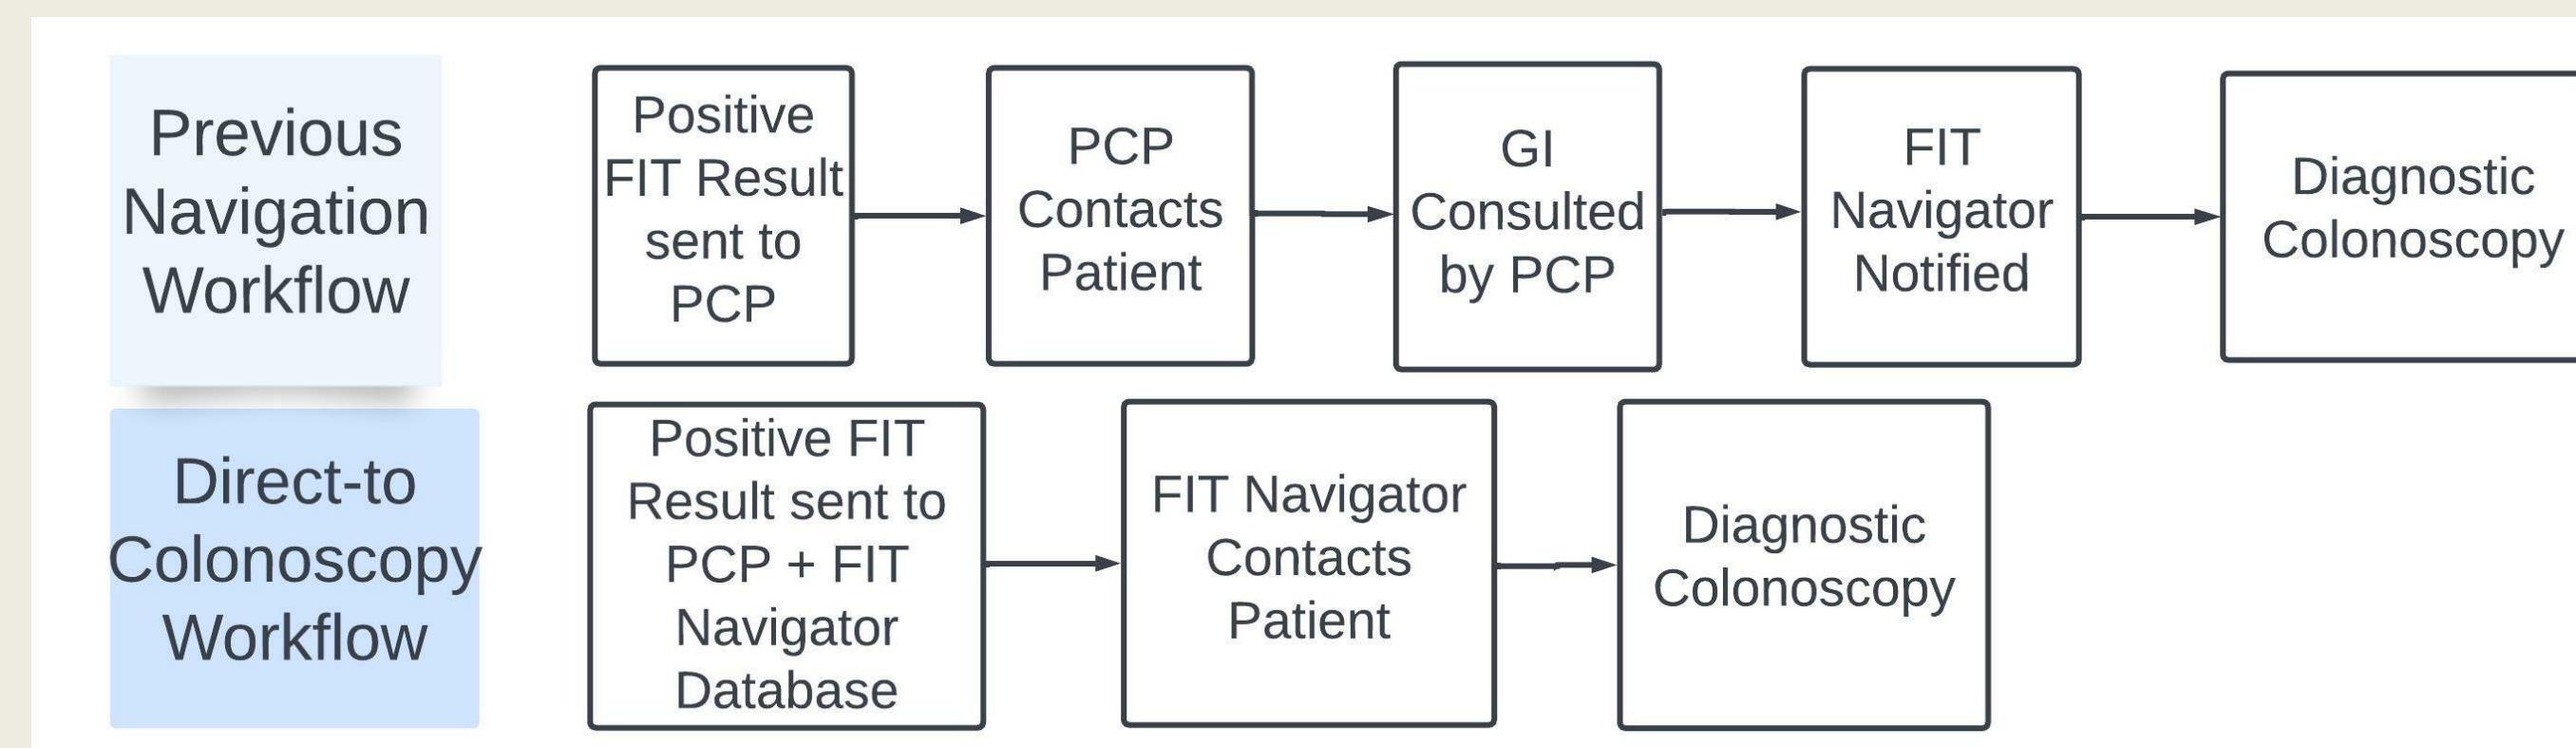 Previous
Navigation
Workflow
Positive
FIT Result
sent to
PCP
PCP
Contacts
Patient
GI
Consulted
by PCP
FIT
Navigator
Notified
Diagnostic
Colonoscopy
Direct-to
Colonoscopy
Workflow
Positive FIT
Result sent to
PCP + FIT
Navigator
Database
FIT Navigator
Contacts
Patient
Diagnostic
Colonoscopy